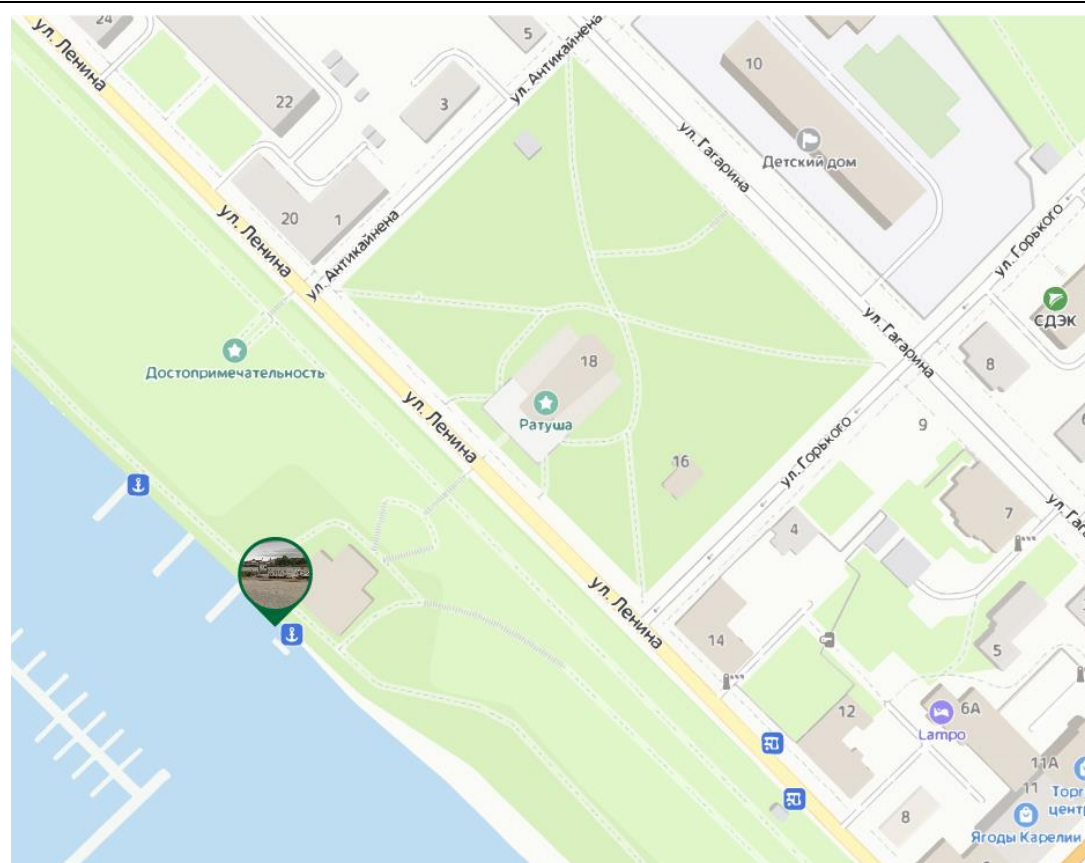 24
ул. Ленина
22
3
5
ул. Антикайнена
10
Детский дом
ул. Гагарина
20
1
ул. Ленина
ул. Антикайнена
ул. Горького
СДЭК
ул. Гагарина
8
Достопримечательность
18
Ратуша
ул. Ленина
16
ул. Горького
9
7
4
ул. Ленина
14
5
12
6А
Lampo
11А
11
8
Ягоды Карелии